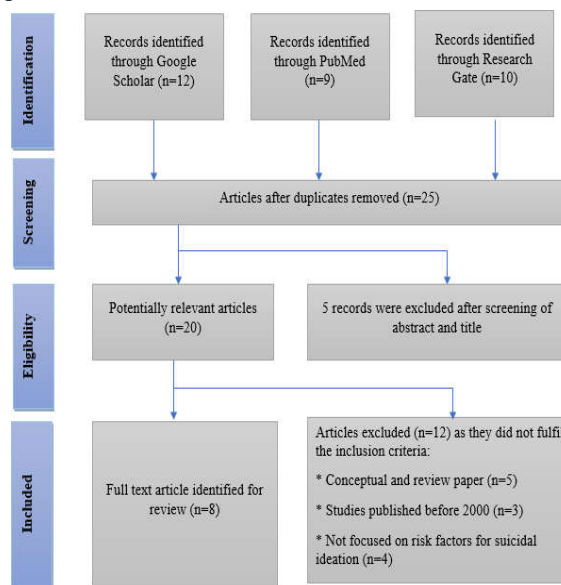 Identification
Records identified
through Google
Scholar (n=12)
Records identified
through PubMed
(n=9)
Records identified
through Research
Gate (n=10)
Screening
Articles after duplicates removed (n=25)
Eligibility
Potentially relevant articles
(n=20)
5 records were excluded after screening of
abstract and title
Included
Full text article identified for
review (n=8)
Articles excluded (n=12) as they did not fulfil
the inclusion criteria:
* Conceptual and review paper (n=5)
* Studies published before 2000 (n=3)
* Not focused on risk factors for suicidal
ideation (n=4)